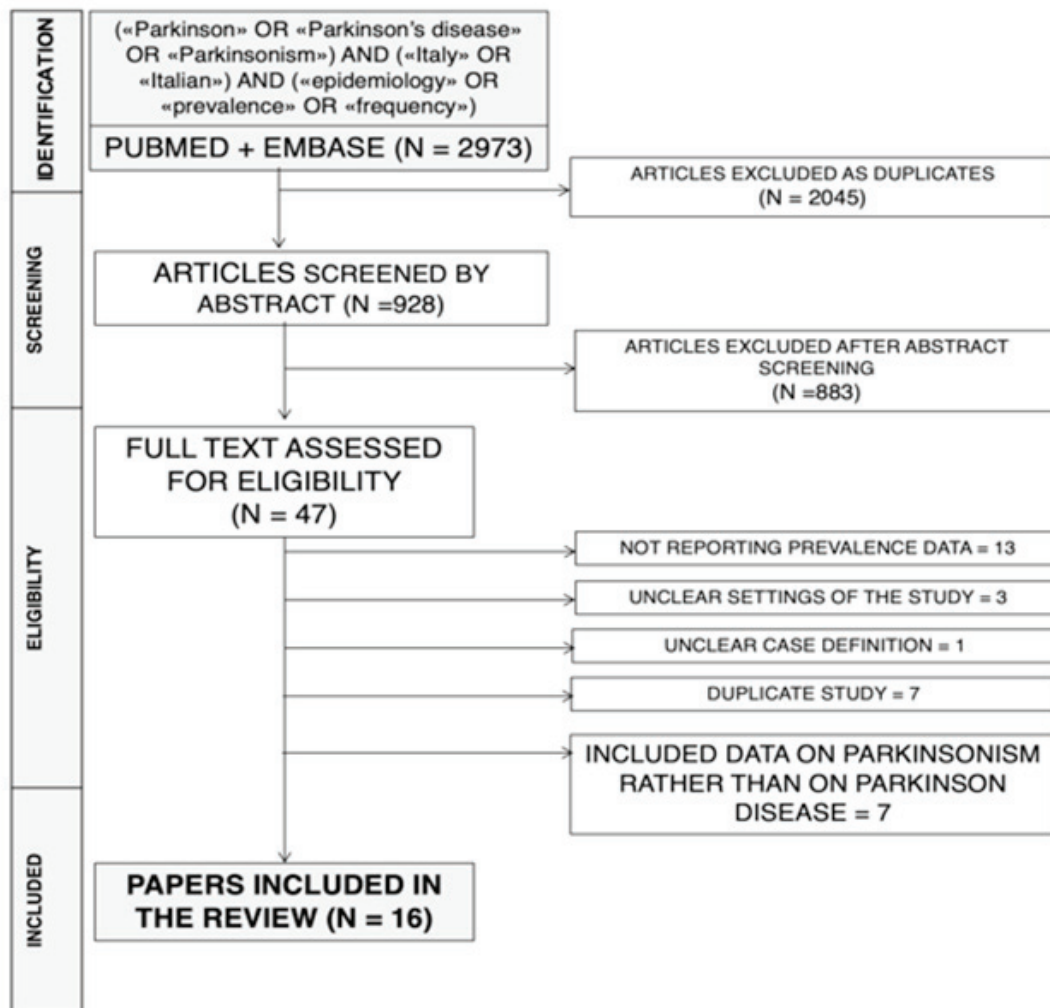 IDENTIFICATION
(«Parkinson» OR «Parkinson's disease»
OR «Parkinsonism») AND («Italy» OR
«Italian») AND («epidemiology» OR
«prevalence» OR «frequency»)
PUBMED + EMBASE (N = 2973)
ARTICLES EXCLUDED AS DUPLICATES
(N = 2045)
SCREENING
ARTICLES SCREENED BY
ABSTRACT (N =928)
ARTICLES EXCLUDED AFTER ABSTRACT
SCREENING
(N =883)
ELIGIBILITY
FULL TEXT ASSESSED
FOR ELIGIBILITY
(N = 47)
NOT REPORTING PREVALENCE DATA = 13
UNCLEAR SETTINGS OF THE STUDY = 3
UNCLEAR CASE DEFINITION = 1
DUPLICATE STUDY = 7
INCLUDED DATA ON PARKINSONISM
RATHER THAN ON PARKINSON
DISEASE = 7
INCLUDED
PAPERS INCLUDED IN
THE REVIEW (N = 16)